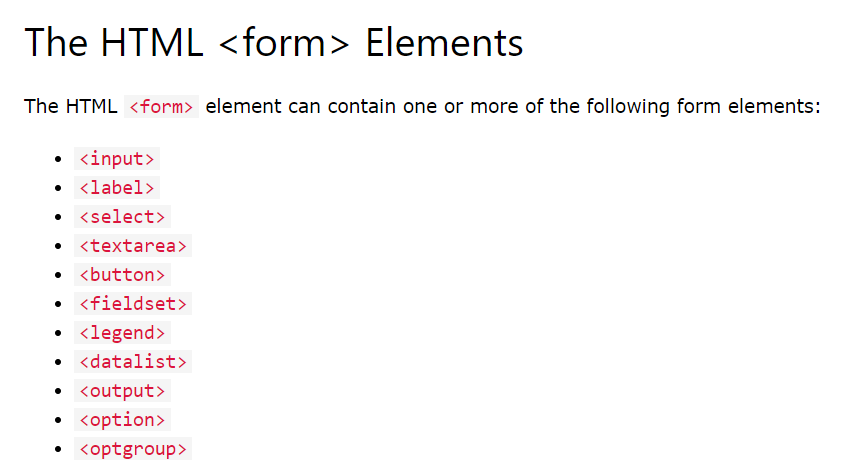 The HTML <form> Elements
The HTML <form> element can contain one or more of the following form elements:
• <input>
• <label>
• <select>
• <textarea>
• <button>
• <fieldset>
• <legend>
• <datalist>
• <output>
• <option>
• <optgroup>